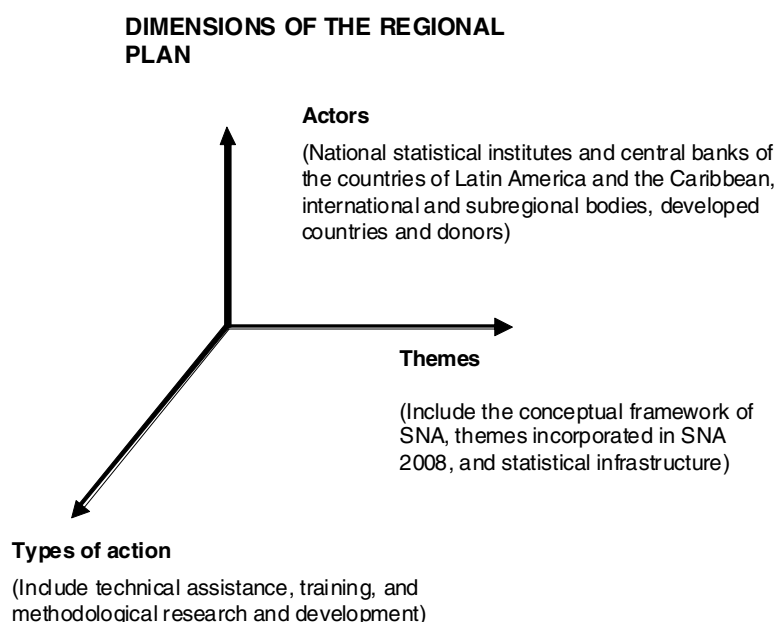 DIMENSIONS OF THE REGIONAL
PLAN
Actors
(National statistical institutes and central banks of
the countries of Latin America and the Caribbean,
international and subregional bodies, developed
countries and donors)
Themes
(Include the conceptual framework of
SNA, themes incorporated in SNA
2008, and statistical infrastructure)
Types of action
(Include technical assistance, training, and
methodological research and development)